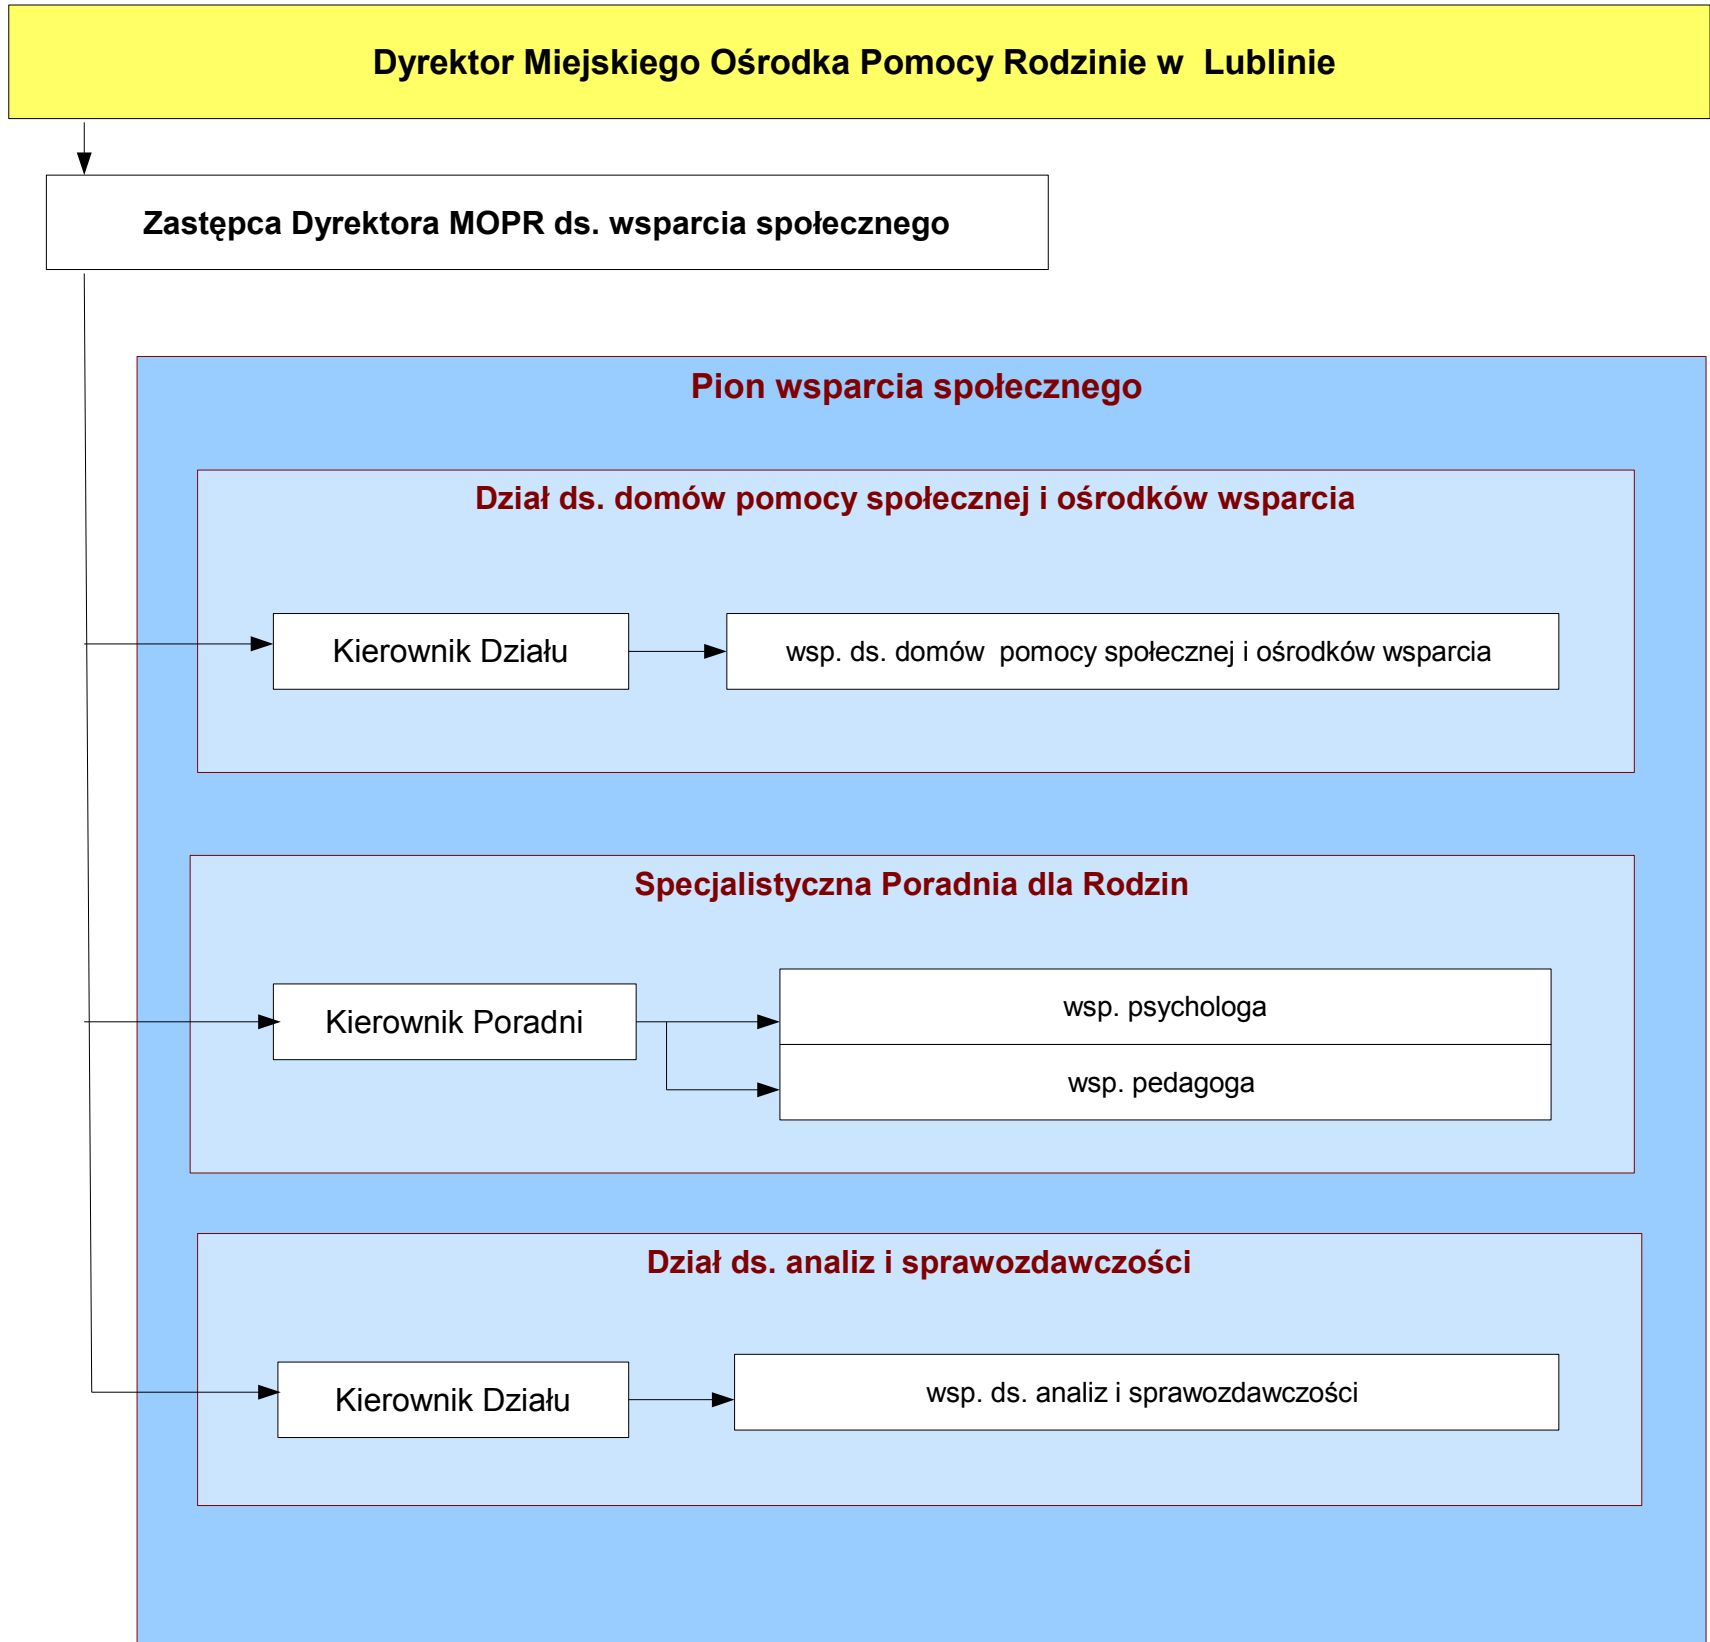 Dyrektor Miejskiego Ośrodka Pomocy Rodzinie w Lublinie
Zastępca Dyrektora MOPR ds. wsparcia społecznego
Pion wsparcia społecznego
Dział ds. domów pomocy społecznej i ośrodków wsparcia
Kierownik Działu
wsp. ds. domów pomocy społecznej i ośrodków wsparcia
Specjalistyczna Poradnia dla Rodzin
Kierownik Poradni
wsp. psychologa
wsp. pedagoga
Dział ds. analiz i sprawozdawczości
Kierownik Działu
wsp. ds. analiz i sprawozdawczości